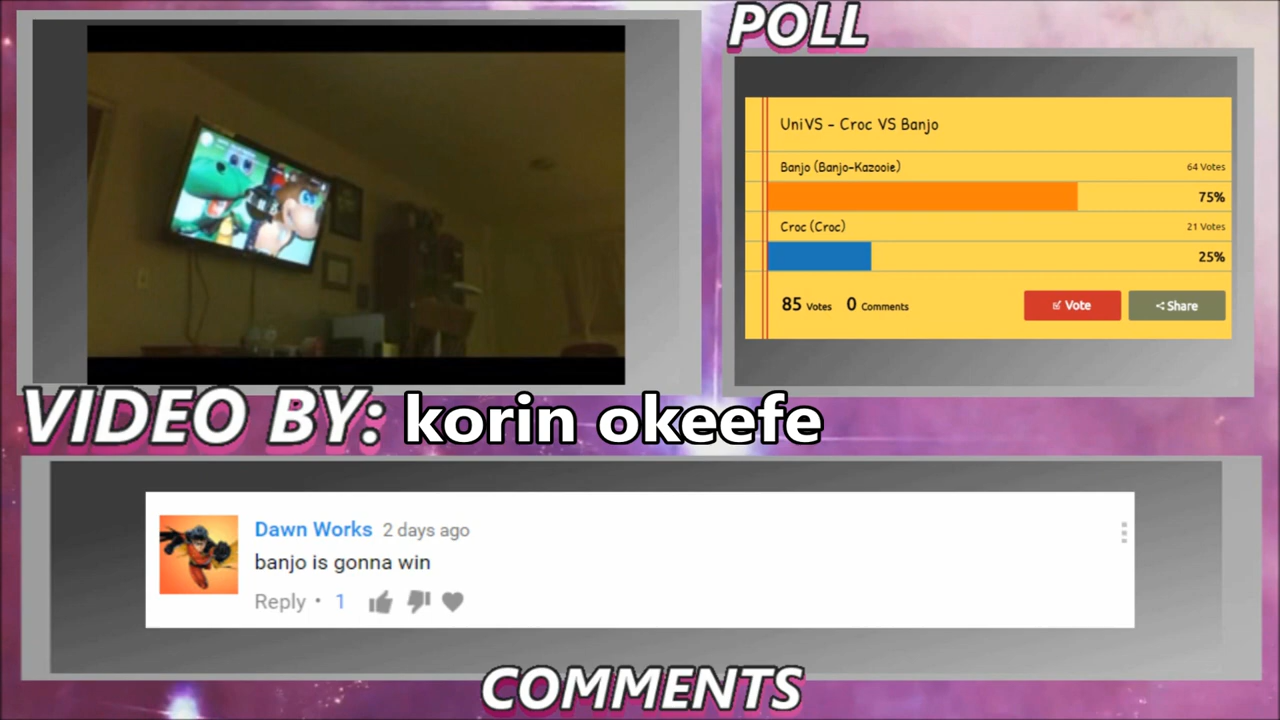 POLL
UniVS - Croc VS Banjo
Banjo (Banjo-Kazooie) 64 Votes
75%
Croc (Croc) 21 Votes
25%
85 Votes 0 Comments Vote Share
VIDEO BY: korin okeefe
Dawn Works 2 days ago
banjo is gonna win
Reply • 1
COMMENTS